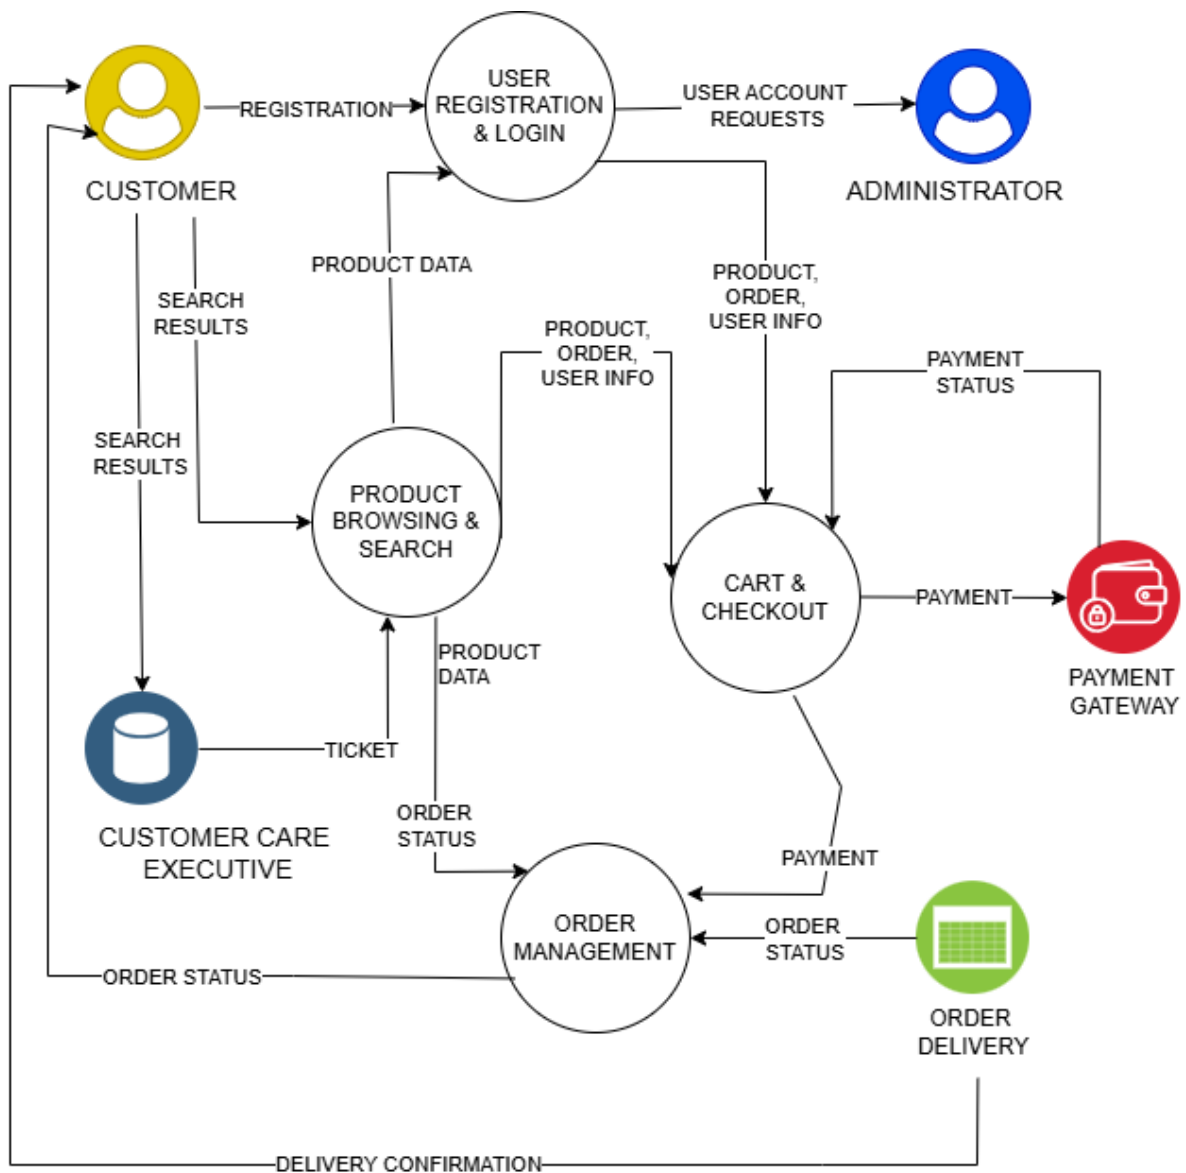 USER
REGISTRATION
& LOGIN
REGISTRATION
USER ACCOUNT
REQUESTS
CUSTOMER
ADMINISTRATOR
PRODUCT DATA
SEARCH
RESULTS
PRODUCT,
ORDER,
USER INFO
PRODUCT,
ORDER,
USER INFO
PAYMENT
STATUS
SEARCH
RESULTS
PRODUCT
BROWSING &
SEARCH
CART &
CHECKOUT
PAYMENT
PRODUCT
DATA
PAYMENT
GATEWAY
TICKET
ORDER
STATUS
CUSTOMER CARE
EXECUTIVE
PAYMENT
ORDER
MANAGEMENT
ORDER
STATUS
ORDER STATUS
ORDER
DELIVERY
DELIVERY CONFIRMATION